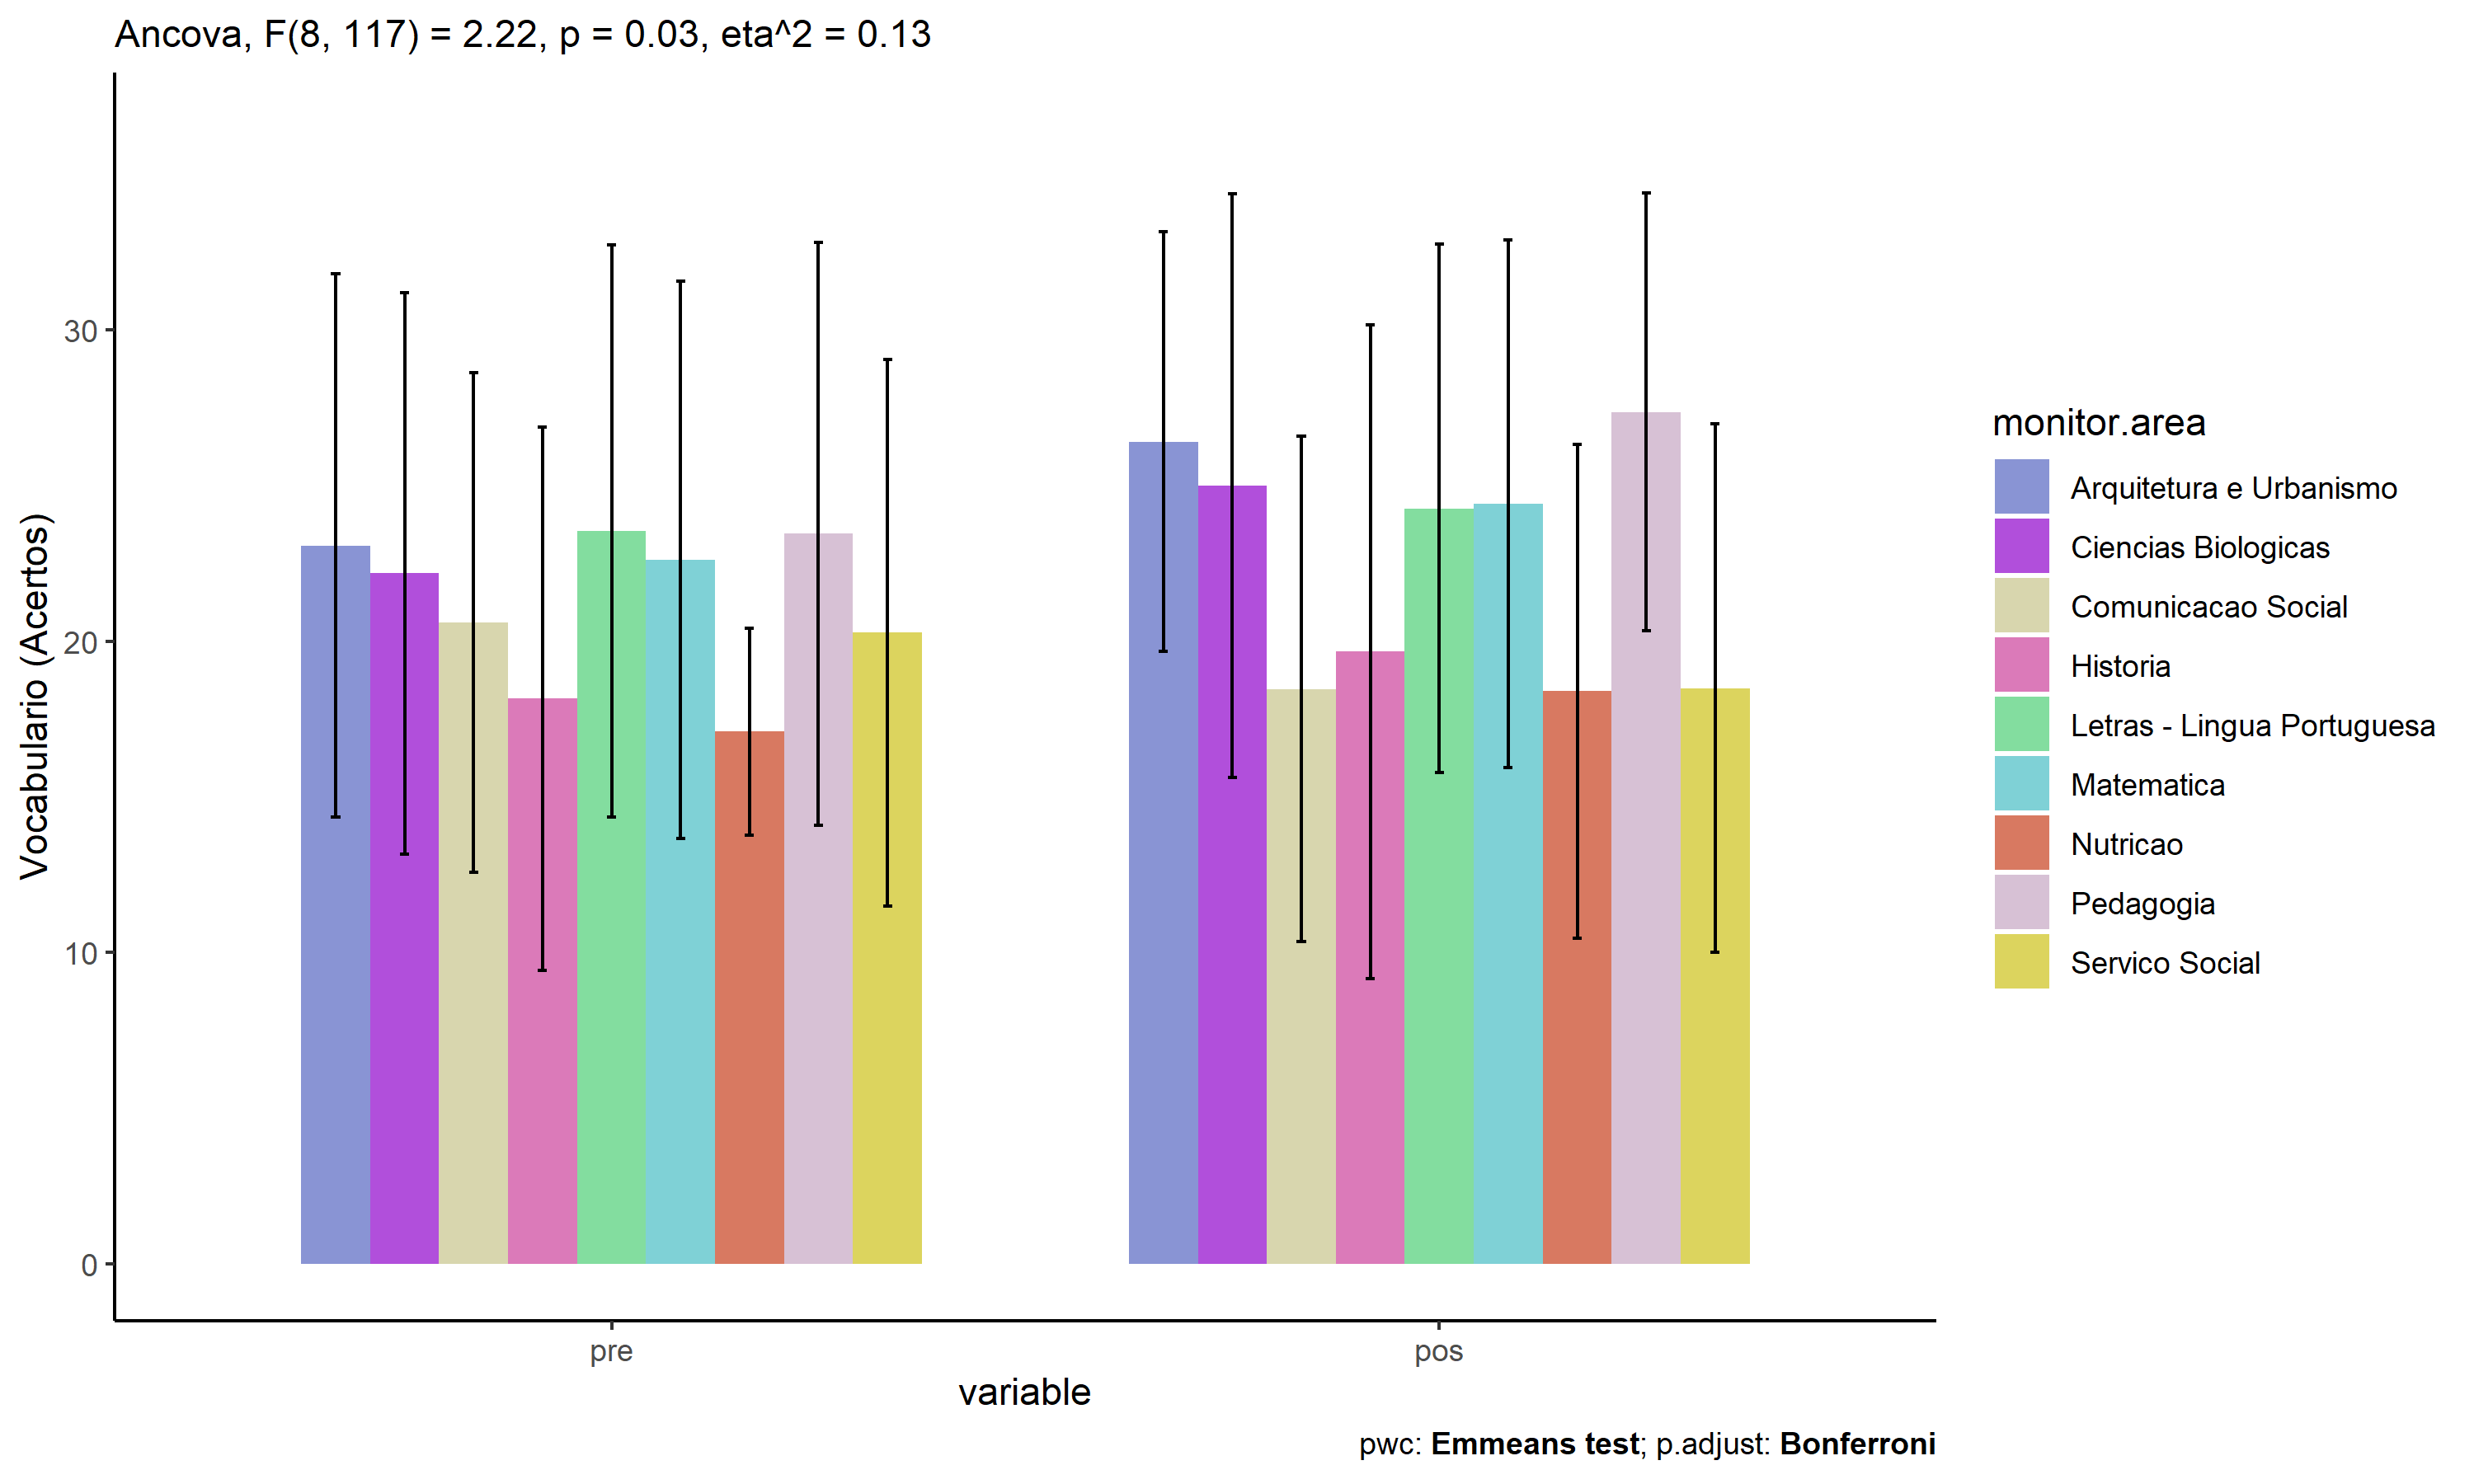 Ancova, F(8, 117) = 2.22, p = 0.03, eta^2 = 0.13
Vocabulario (Acertos)
30
20
10
0
pre
pos
variable
monitor.area
Arquitetura e Urbanismo
Ciencias Biologicas
Comunicacao Social
Historia
Letras - Lingua Portuguesa
Matematica
Nutricao
Pedagogia
Servico Social
pwc: Emmeans test; p.adjust: Bonferroni